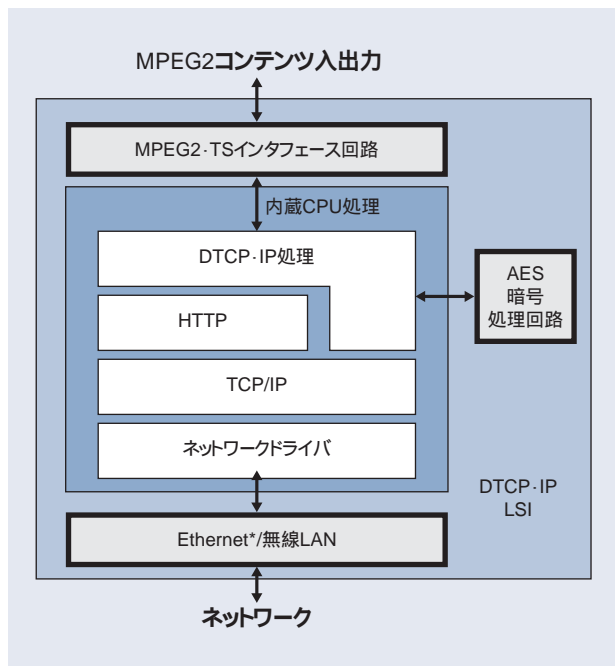 MPEG2コンテンツ入出力
MPEG2·TSインタフェース回路
内蔵CPU処理
DTCP·IP処理
HTTP
AES
暗号
処理回路
TCP/IP
ネットワークドライバ
DTCP·IP
LSI
Ethernet*/無線LAN
ネットワーク